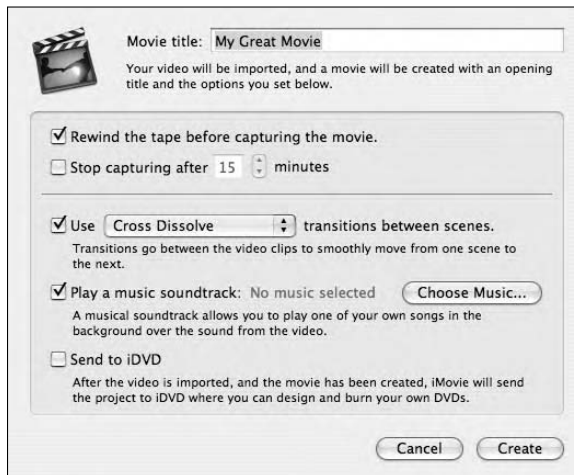 Movie title: My Great Movie
Your video will be imported, and a movie will be created with an opening
title and the options you set below.
Rewind the tape before capturing the movie.
Stop capturing after 15 minutes
Use Cross Dissolve transitions between scenes.
Transitions go between the video clips to smoothly move from one scene to
the next.
Play a music soundtrack: No music selected Choose Music...
A musical soundtrack allows you to play one of your own songs in the
background over the sound from the video.
Send to iDVD
After the video is imported, and the movie has been created, iMovie will send
the project to iDVD where you can design and burn your own DVDs.
Cancel Create